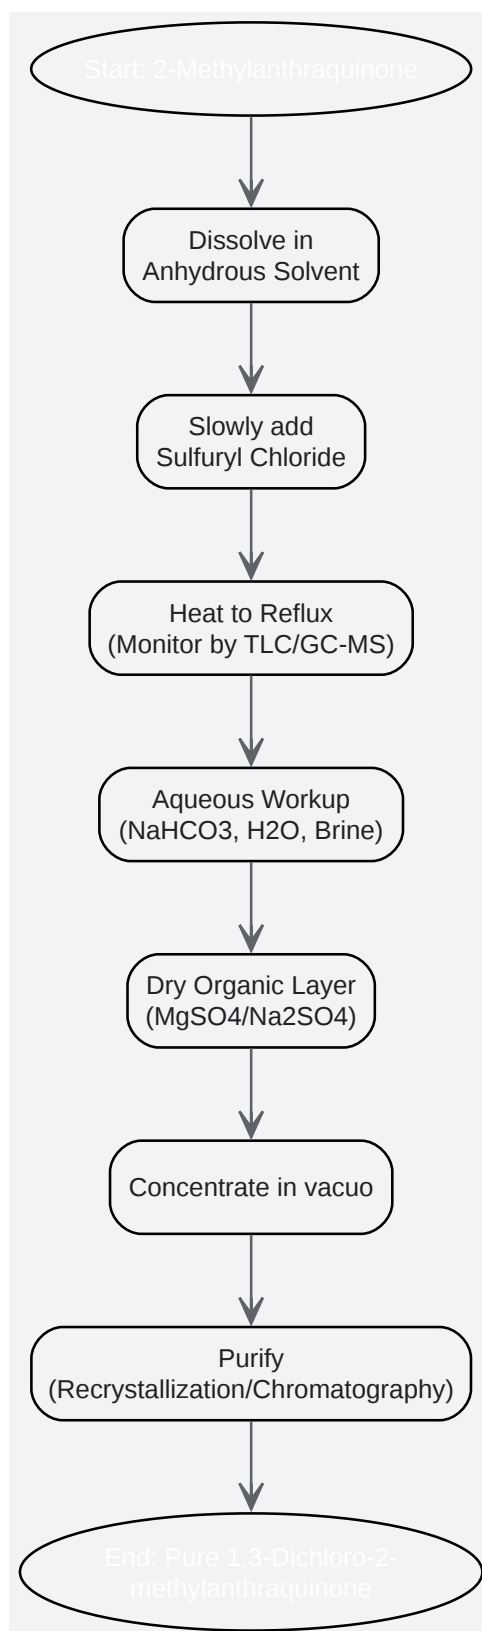 Start: 2-Methylanthraquinone
Dissolve in
Anhydrous Solvent
Slowly add
Sulfuryl Chloride
Heat to Reflux
(Monitor by TLC/GC-MS)
Aqueous Workup
(NaHCO3, H2O, Brine)
Dry Organic Layer
(MgSO4/Na2SO4)
Concentrate in vacuo
Purify
(Recrystallization/Chromatography)
End: Pure 1,3-Dichloro-2-
methylanthraquinone